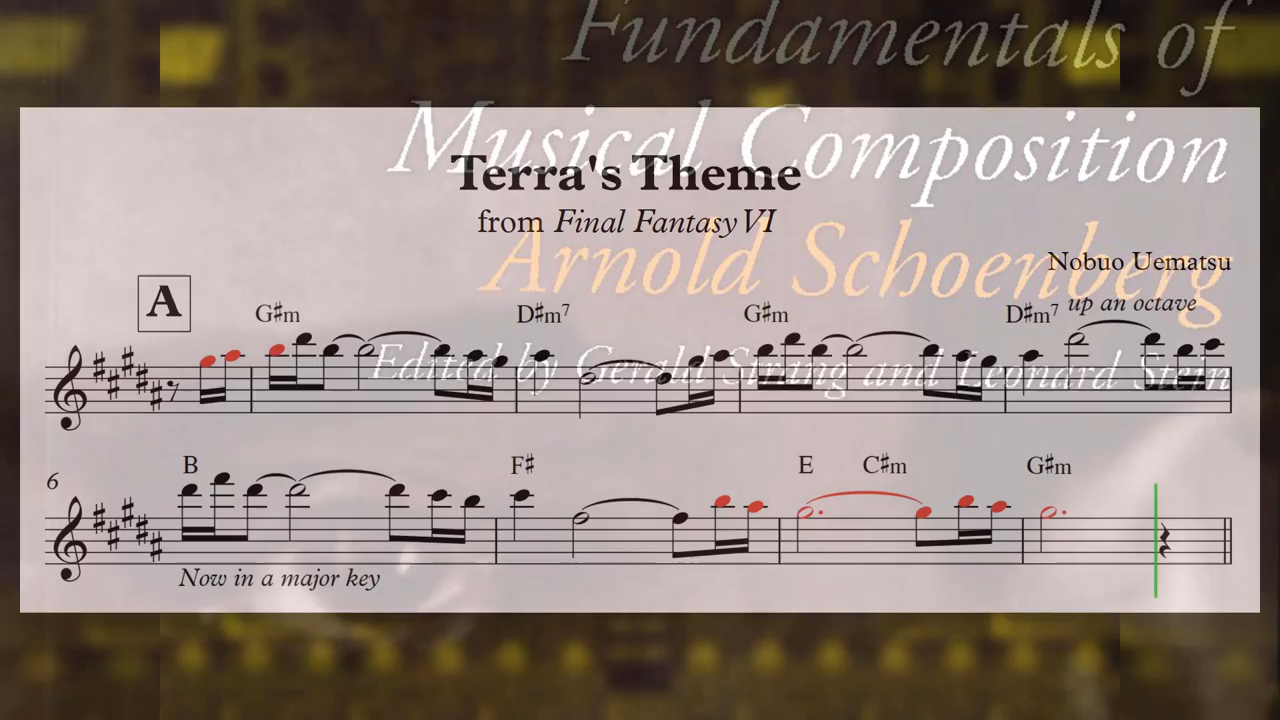 Fundamentals of
Musical Composition
Terra's Theme
from Final Fantasy VI
Arnold Schoenberg
Nobuo Uematsu
A
G#m D#m7 G#m D#m7 up an octave
Edited by Gerald Strang and Leonard Stein
6 B F# E C#m G#m
Now in a major key